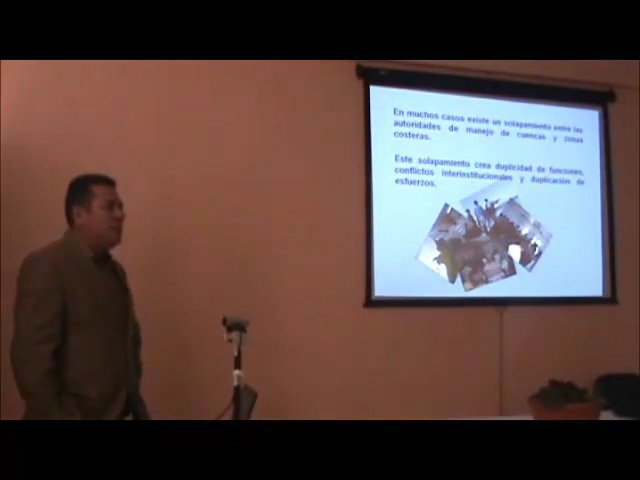 En muchos casos existe un solapamiento entre las
autoridades de manejo de cuencas y zonas
costeras.
Este solapamiento crea duplicidad de funciones,
conflictos interinstitucionales y duplicación de
esfuerzos.